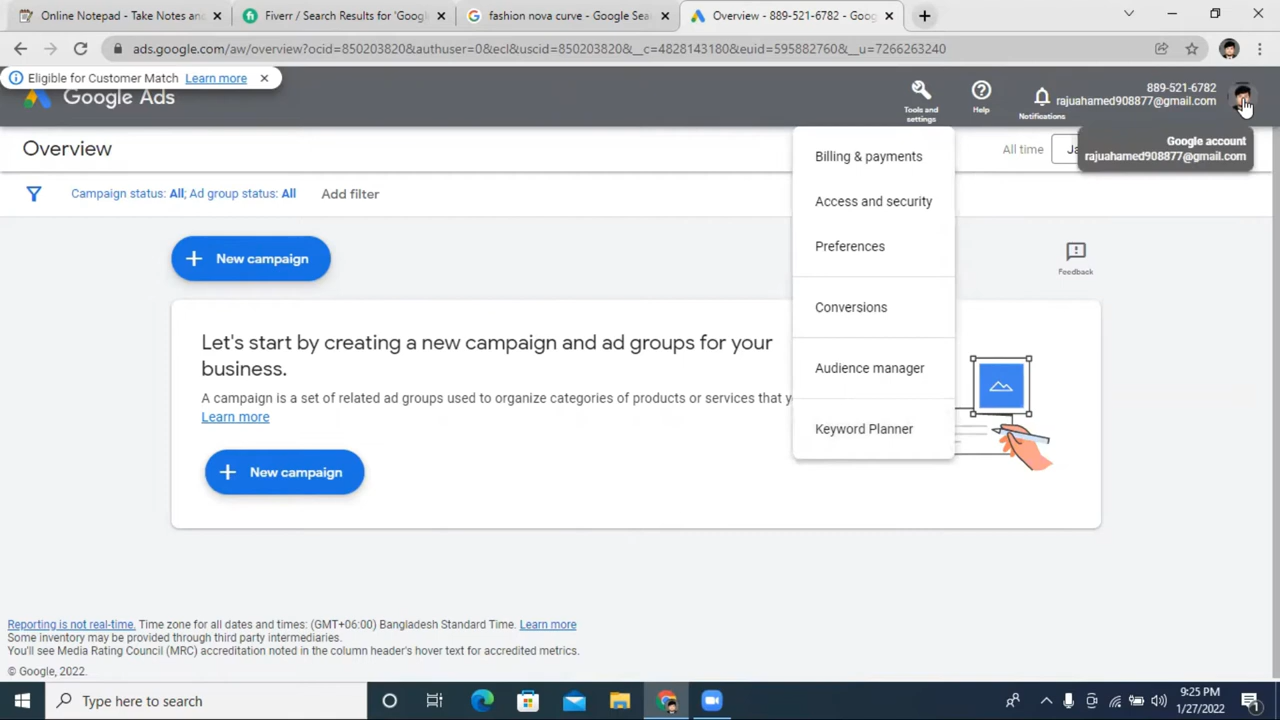 Online Notepad - Take Notes and
Fiverr / Search Results for 'Googl
fashion nova curve - Google Sea
Overview - 889-521-6782 - Goog
ads.google.com/aw/overview?ocid=850203820&authuser=0&ecl&uscid=850203820&__c=4828143180&euid=595882760&__u=7266263240
Eligible for Customer Match Learn more
Google Ads
Tools and settings
Help
Notifications
889-521-6782
rajuahamed908877@gmail.com
Google account
rajuahamed908877@gmail.com
Overview
All time
Ja
Campaign status: All; Ad group status: All
Add filter
Billing & payments
Access and security
Preferences
Conversions
Audience manager
Keyword Planner
New campaign
Feedback
Let's start by creating a new campaign and ad groups for your
business.
A campaign is a set of related ad groups used to organize categories of products or services that y
Learn more
New campaign
Reporting is not real-time. Time zone for all dates and times: (GMT+06:00) Bangladesh Standard Time. Learn more
Some inventory may be provided through third party intermediaries.
You'll see Media Rating Council (MRC) accreditation noted in the column header's hover text for accredited metrics.
© Google, 2022.
Type here to search
9:25 PM
1/27/2022
1